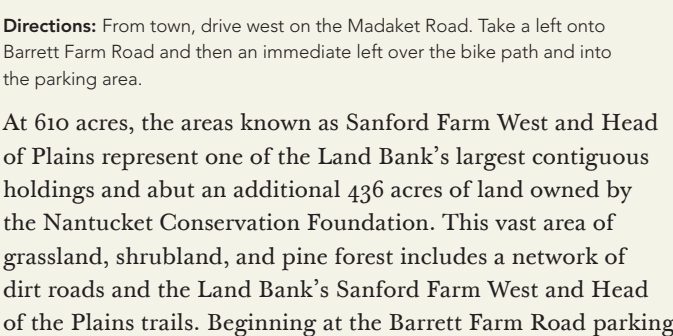 Directions: From town, drive west on the Madaket Road. Take a left onto
Barrett Farm Road and then an immediate left over the bike path and into
the parking area.
At 610 acres, the areas known as Sanford Farm West and Head
of Plains represent one of the Land Bank’s largest contiguous
holdings and abut an additional 436 acres of land owned by
the Nantucket Conservation Foundation. This vast area of
grassland, shrubland, and pine forest includes a network of
dirt roads and the Land Bank’s Sanford Farm West and Head
of the Plains trails. Beginning at the Barrett Farm Road parking